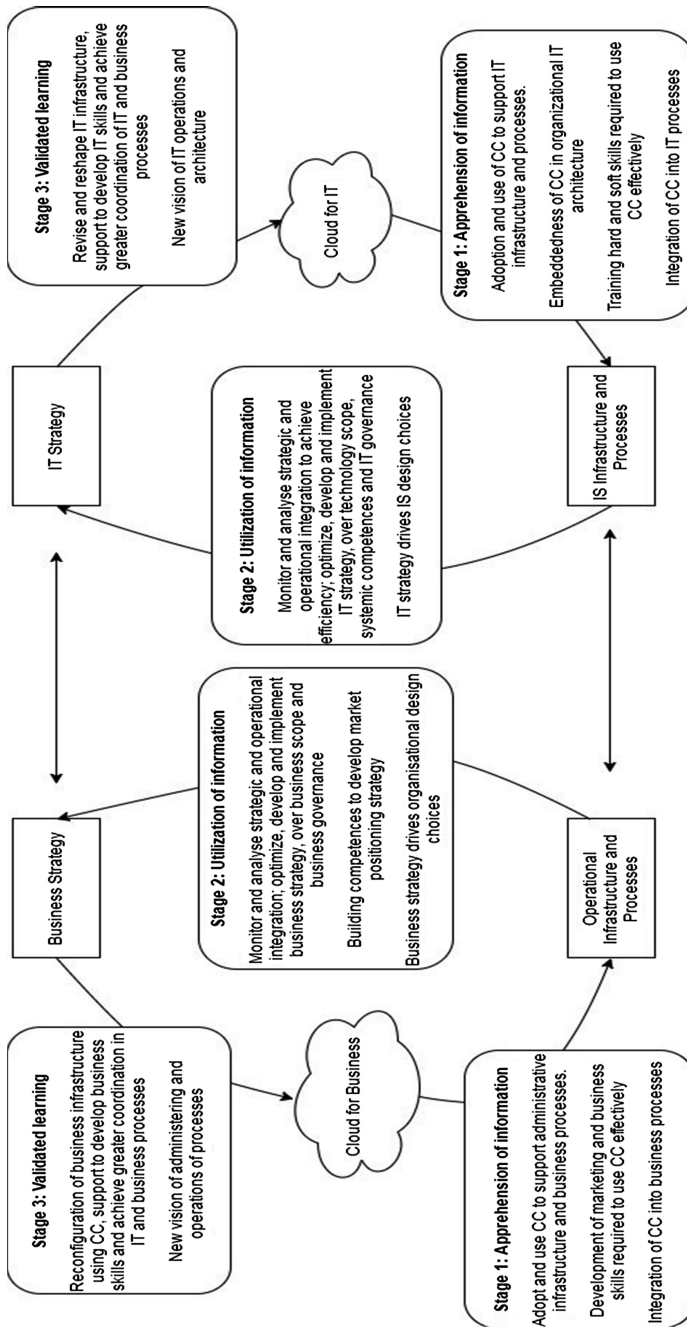 Stage 3: Validated learning
Reconfiguration of business infrastructure
using CC, support to develop business
skills and achieve greater coordination in
IT and business processes
New vision of administering and
operations of processes
Business Strategy
IT Strategy
Stage 3: Validated learning
Revise and reshape IT infrastructure,
support to develop IT skills and achieve
greater coordination of IT and business
processes
New vision of IT operations and
architecture
Cloud for Business
Stage 2: Utilization of information
Monitor and analyse strategic and operational
integration; optimize, develop and implement
business strategy, over business scope and
business governance
Building competences to develop market
positioning strategy
Business strategy drives organisational design
choices
Stage 2: Utilization of information
Monitor and analyse strategic and
operational integration to achieve
efficiency; optimize, develop and implement
IT strategy, over technology scope,
systemic competences and IT governance
IT strategy drives IS design choices
Cloud for IT
Stage 1: Apprehension of information
Adopt and use CC to support administrative
infrastructure and business processes.
Development of marketing and business
skills required to use CC effectively
Integration of CC into business processes
Operational
Infrastructure and
Processes
IS Infrastructure and
Processes
Stage 1: Apprehension of information
Adoption and use of CC to support IT
infrastructure and processes.
Embeddedness of CC in organizational IT
architecture
Training hard and soft skills required to use
CC effectively
Integration of CC into IT processes